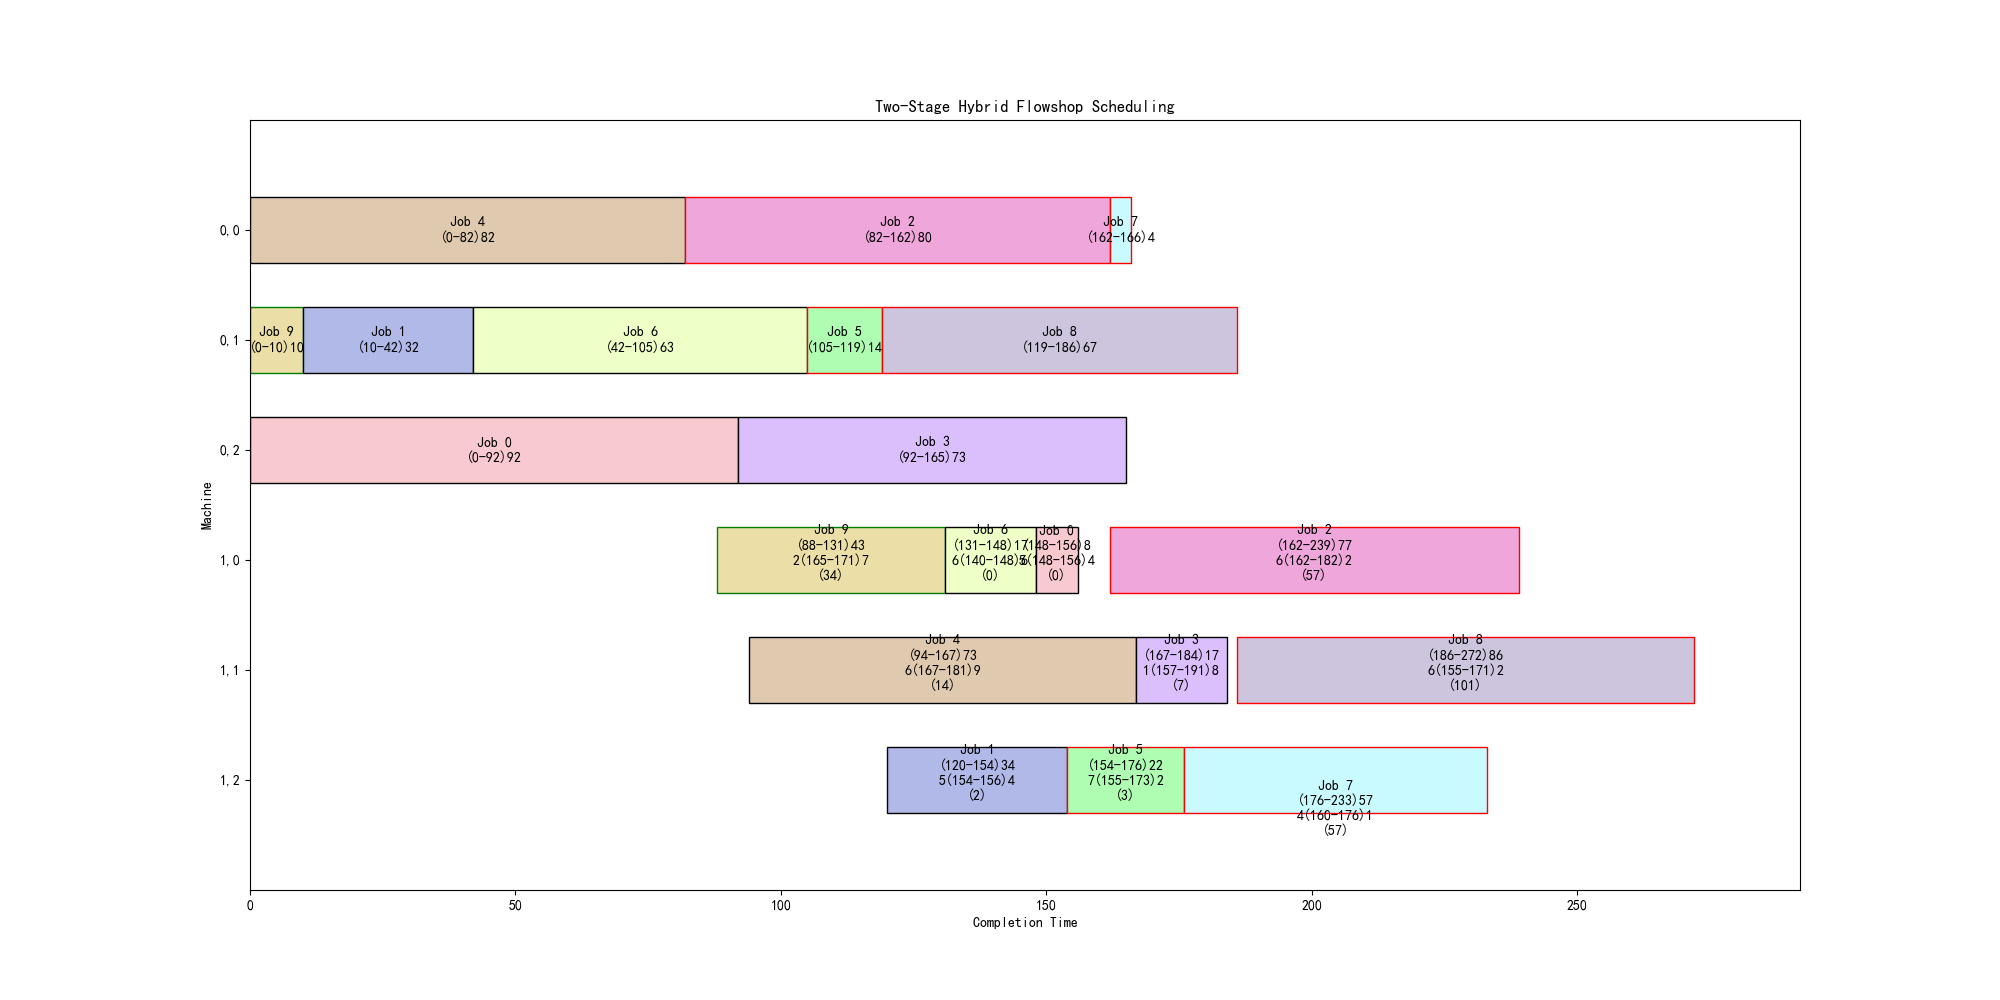 Two-Stage Hybrid Flowshop Scheduling
0,0
Job 4
(0-82)82
Job 2
(82-162)80
Job 7
(162-166)4
0,1
Job 9
(0-10)10
Job 1
(10-42)32
Job 6
(42-105)63
Job 5
(105-119)14
Job 8
(119-186)67
0,2
Job 0
(0-92)92
Job 3
(92-165)73
Machine
1,0
Job 9
(88-131)43
2(165-171)7
(34)
Job 6
(131-148)17
6(140-148)
(0)
Job 0
(148-156)8
6(148-156)4
(0)
Job 2
(162-239)77
6(162-182)2
(57)
1,1
Job 4
(94-167)73
6(167-181)9
(14)
Job 3
(167-184)17
1(157-191)8
(7)
Job 8
(186-272)86
6(155-171)2
(101)
1,2
Job 1
(120-154)34
5(154-156)4
(2)
Job 5
(154-176)22
7(155-173)2
(3)
Job 7
(176-233)57
4(160-176)1
(57)
0
50
100
150
200
250
Completion Time